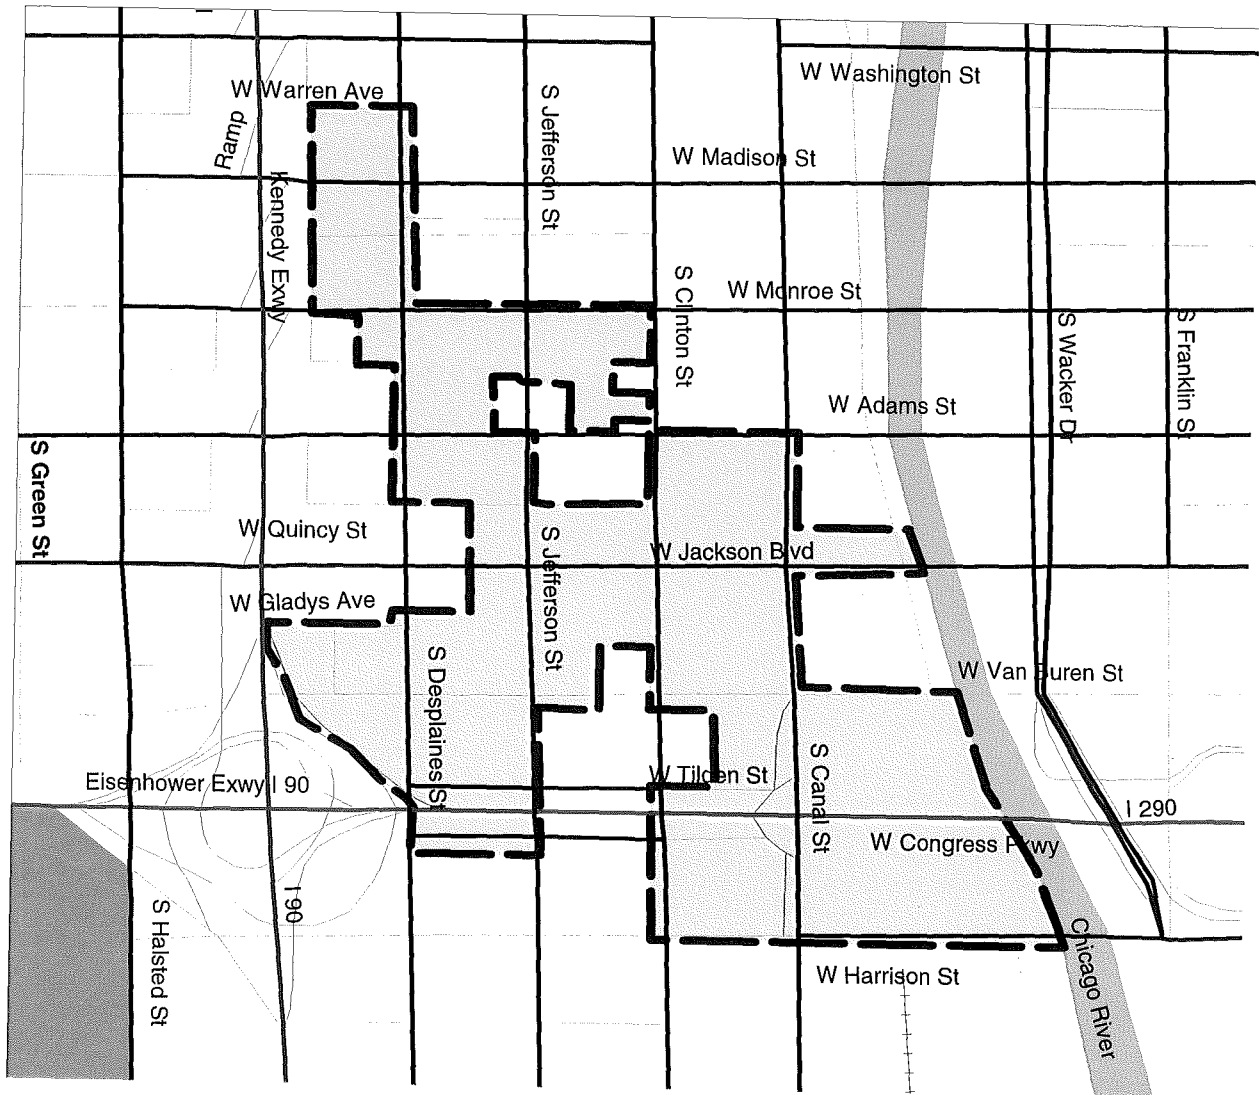 W Washington St
W Warren Ave
Ramp
S Jefferson St
W Madison St
Kennedy Exwy
S Clinton St
W Monroe St
S Wacker Dr
S Franklin St
W Adams St
S Green St
W Quincy St
S Jefferson St
W Jackson Blvd
W Gladys Ave
S Desplaines St
W Van Buren St
Eisenhower Exwy I 90
W Tilden St
S Canal St
I 290
W Congress Pkwy
I 90
S Halsted St
W Harrison St
Chicago River